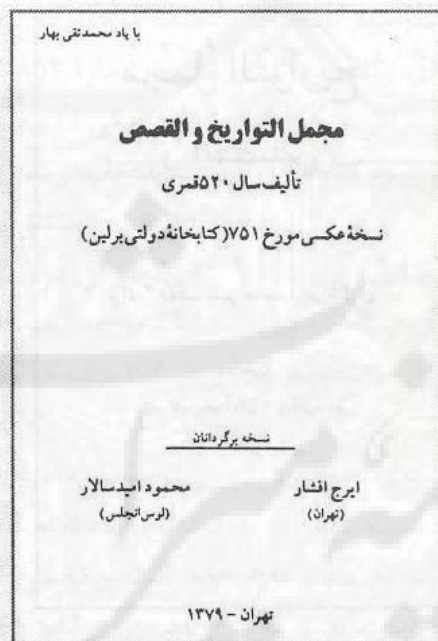 با یاد محمدتقی بهار
مجمل التواریخ و القصص
تألیف سال ۵۲۰ قمری
نسخهٔ عکسی مورخ ۷۵۱ (کتابخانهٔ دولتی برلین)
نسخه برگردانان
ایرج افشار
(تهران)
محمود امیدسالار
(لوس‌انجلس)
تهران - ۱۳۷۹